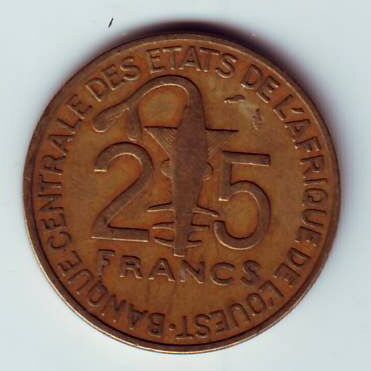 BANQUE CENTRALE DES ETATS DE L'AFRIQUE DE L'OUEST ·
25
FRANCS